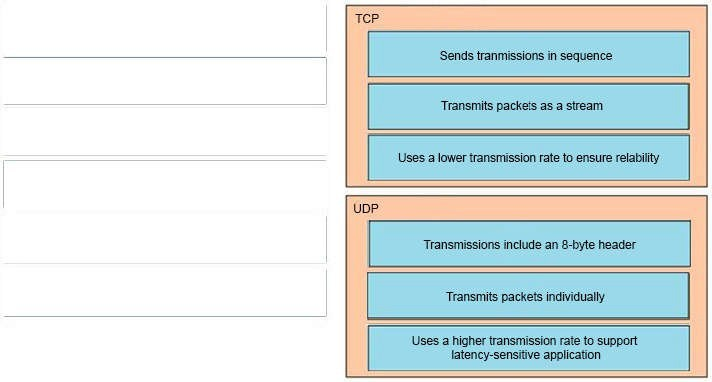 TCP
Sends tranmissions in sequence
Transmits packets as a stream
Uses a lower transmission rate to ensure relability
UDP
Transmissions include an 8-byte header
Transmits packets individually
Uses a higher transmission rate to support
latency-sensitive application